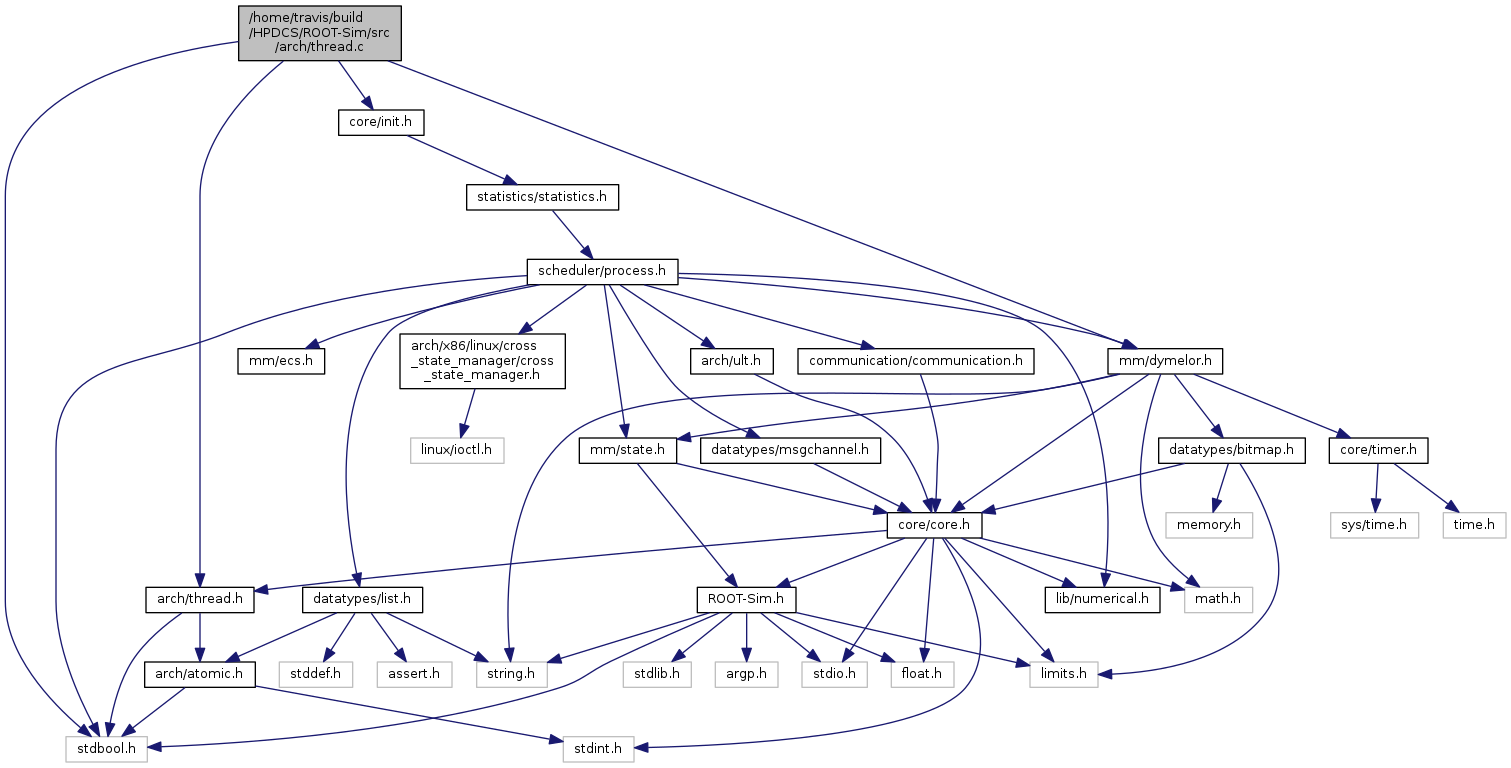 /home/travis/build
/HPDCS/ROOT-Sim/src
/arch/thread.c
core/init.h
statistics/statistics.h
scheduler/process.h
mm/ecs.h
arch/x86/linux/cross
_state_manager/cross
_state_manager.h
arch/ult.h
communication/communication.h
mm/dymelor.h
linux/ioctl.h
mm/state.h
datatypes/msgchannel.h
datatypes/bitmap.h
core/timer.h
core/core.h
memory.h
sys/time.h
time.h
arch/thread.h
datatypes/list.h
ROOT-Sim.h
lib/numerical.h
math.h
arch/atomic.h
stddef.h
assert.h
string.h
stdlib.h
argp.h
stdio.h
float.h
limits.h
stdbool.h
stdint.h